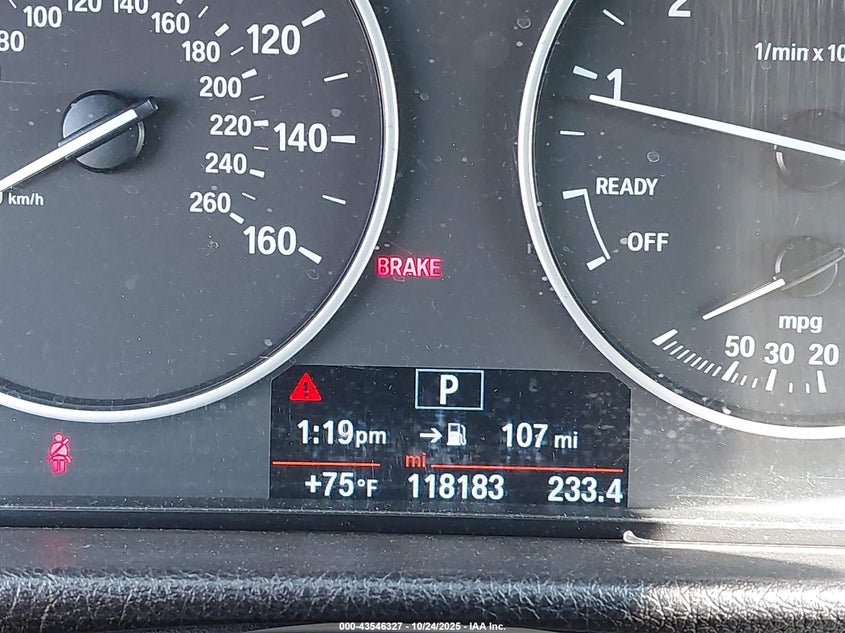 80 100 120 140 160 180 200 220 240 260
km/h
120 140 160
BRAKE
2
1/min x 10
1
READY
OFF
mpg
50 30 20
P
1:19pm 107 mi
mi
+75°F 118183 233.4
000-43546327 - 10/24/2025 - IAA Inc.